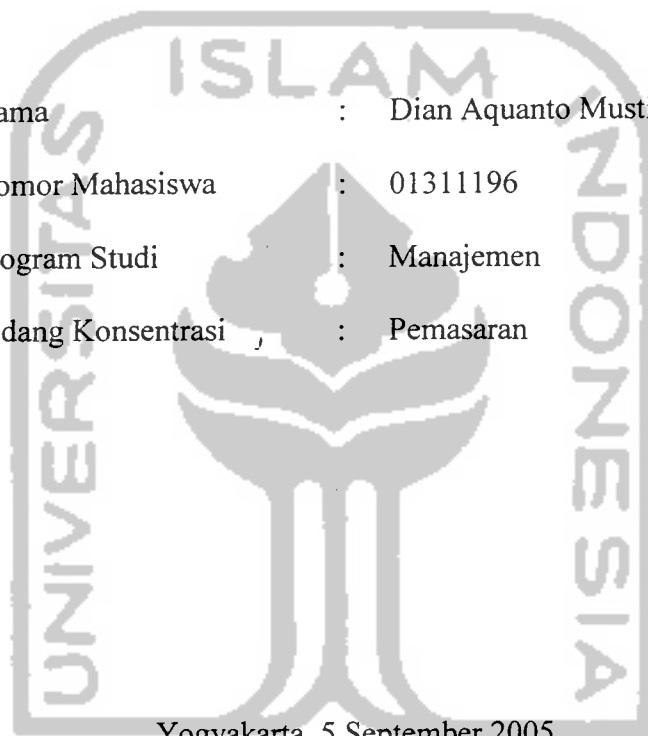 ISLAM
UNIVERSITAS
INDONESIA
ama : Dian Aquanto Musti
omor Mahasiswa : 01311196
ogram Studi : Manajemen
dang Konsentrasi : Pemasaran
Yogyakarta, 5 September 2005